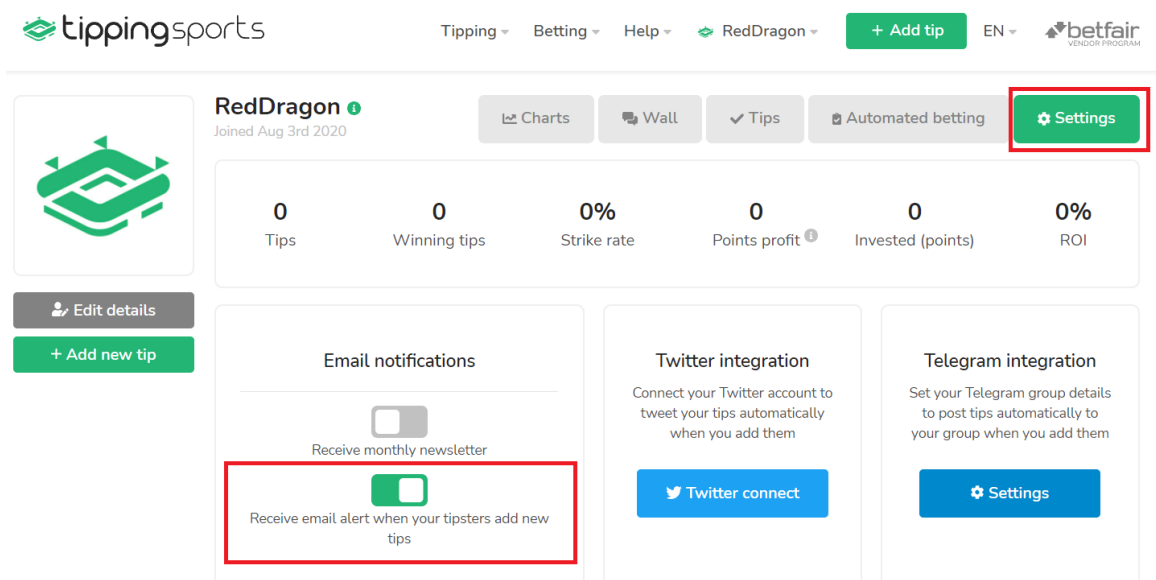 tippingsports
Tipping Betting Help RedDragon + Add tip EN betfair
VENDOR PROGRAM
RedDragon
Joined Aug 3rd 2020
Charts Wall Tips Automated betting Settings
0 0 0% 0 0 0%
Tips Winning tips Strike rate Points profit Invested (points) ROI
Edit details
+ Add new tip
Email notifications
Receive monthly newsletter
Receive email alert when your tipsters add new
tips
Twitter integration
Connect your Twitter account to
tweet your tips automatically
when you add them
Twitter connect
Telegram integration
Set your Telegram group details
to post tips automatically to
your group when you add them
Settings